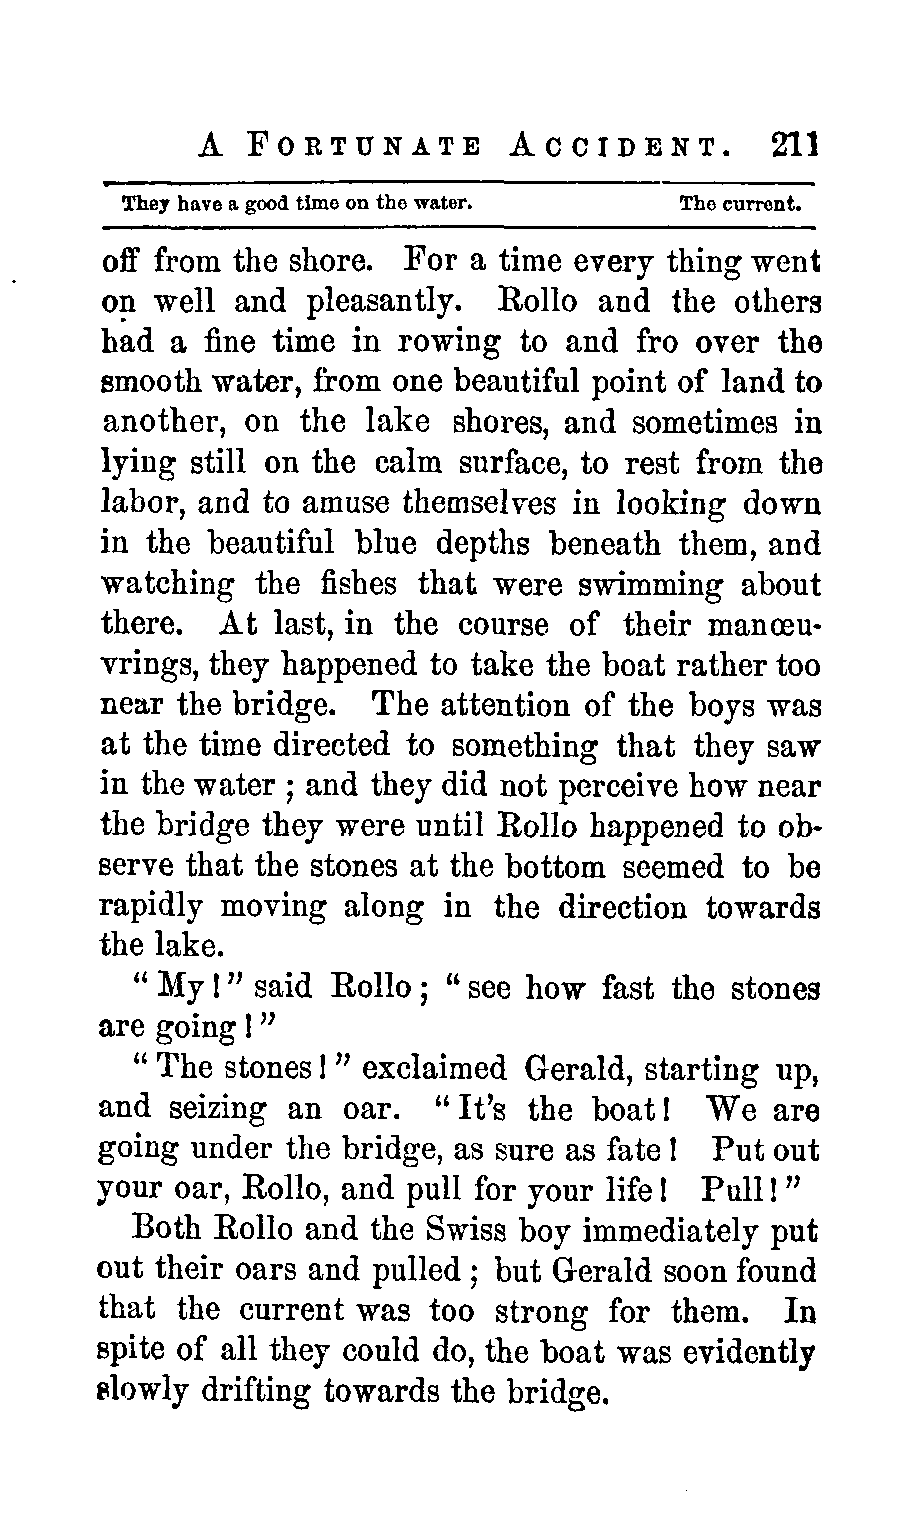 A FORTUNATE ACCIDENT. 211
They have a good time on the water. The current.
off from the shore. For a time every thing went
on well and pleasantly. Rollo and the others
had a fine time in rowing to and fro over the
smooth water, from one beautiful point of land to
another, on the lake shores, and sometimes in
lying still on the calm surface, to rest from the
labor, and to amuse themselves in looking down
in the beautiful blue depths beneath them, and
watching the fishes that were swimming about
there. At last, in the course of their manœu-
vrings, they happened to take the boat rather too
near the bridge. The attention of the boys was
at the time directed to something that they saw
in the water; and they did not perceive how near
the bridge they were until Rollo happened to ob-
serve that the stones at the bottom seemed to be
rapidly moving along in the direction towards
the lake.
"My!" said Rollo; "see how fast the stones
are going!"
"The stones!" exclaimed Gerald, starting up,
and seizing an oar. "It's the boat! We are
going under the bridge, as sure as fate! Put out
your oar, Rollo, and pull for your life! Pull!"
Both Rollo and the Swiss boy immediately put
out their oars and pulled; but Gerald soon found
that the current was too strong for them. In
spite of all they could do, the boat was evidently
slowly drifting towards the bridge.